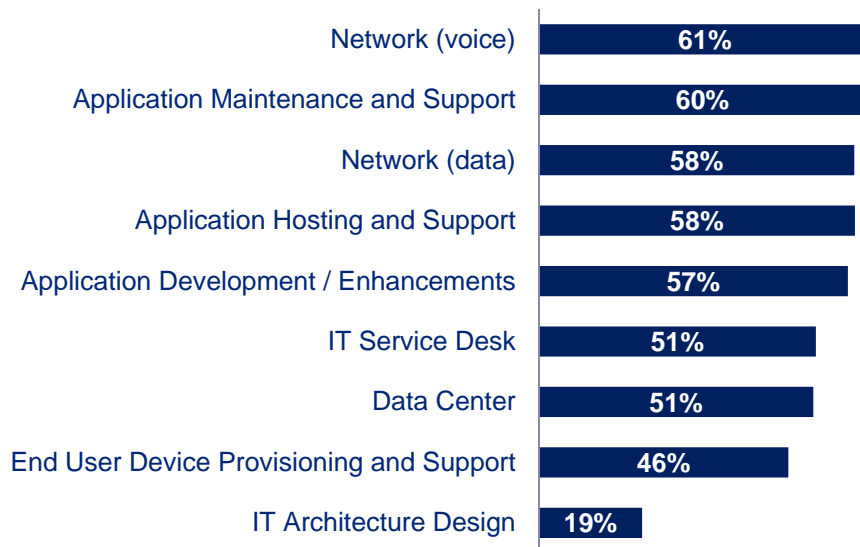 Network (voice) 61%
Application Maintenance and Support 60%
Network (data) 58%
Application Hosting and Support 58%
Application Development / Enhancements 57%
IT Service Desk 51%
Data Center 51%
End User Device Provisioning and Support 46%
IT Architecture Design 19%